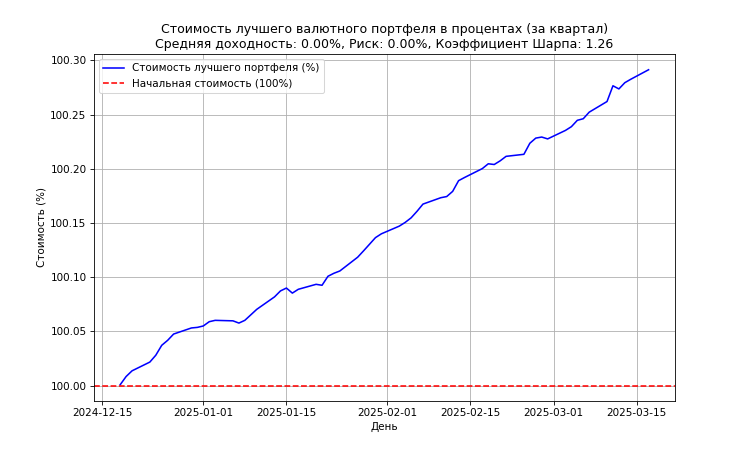 Стоимость лучшего валютного портфеля в процентах (за квартал)
Средняя доходность: 0.00%, Риск: 0.00%, Коэффициент Шарпа: 1.26
Стоимость лучшего портфеля (%)
Начальная стоимость (100%)
Стоимость (%)
100.30
100.25
100.20
100.15
100.10
100.05
100.00
2024-12-15
2025-01-01
2025-01-15
2025-02-01
2025-02-15
2025-03-01
2025-03-15
День